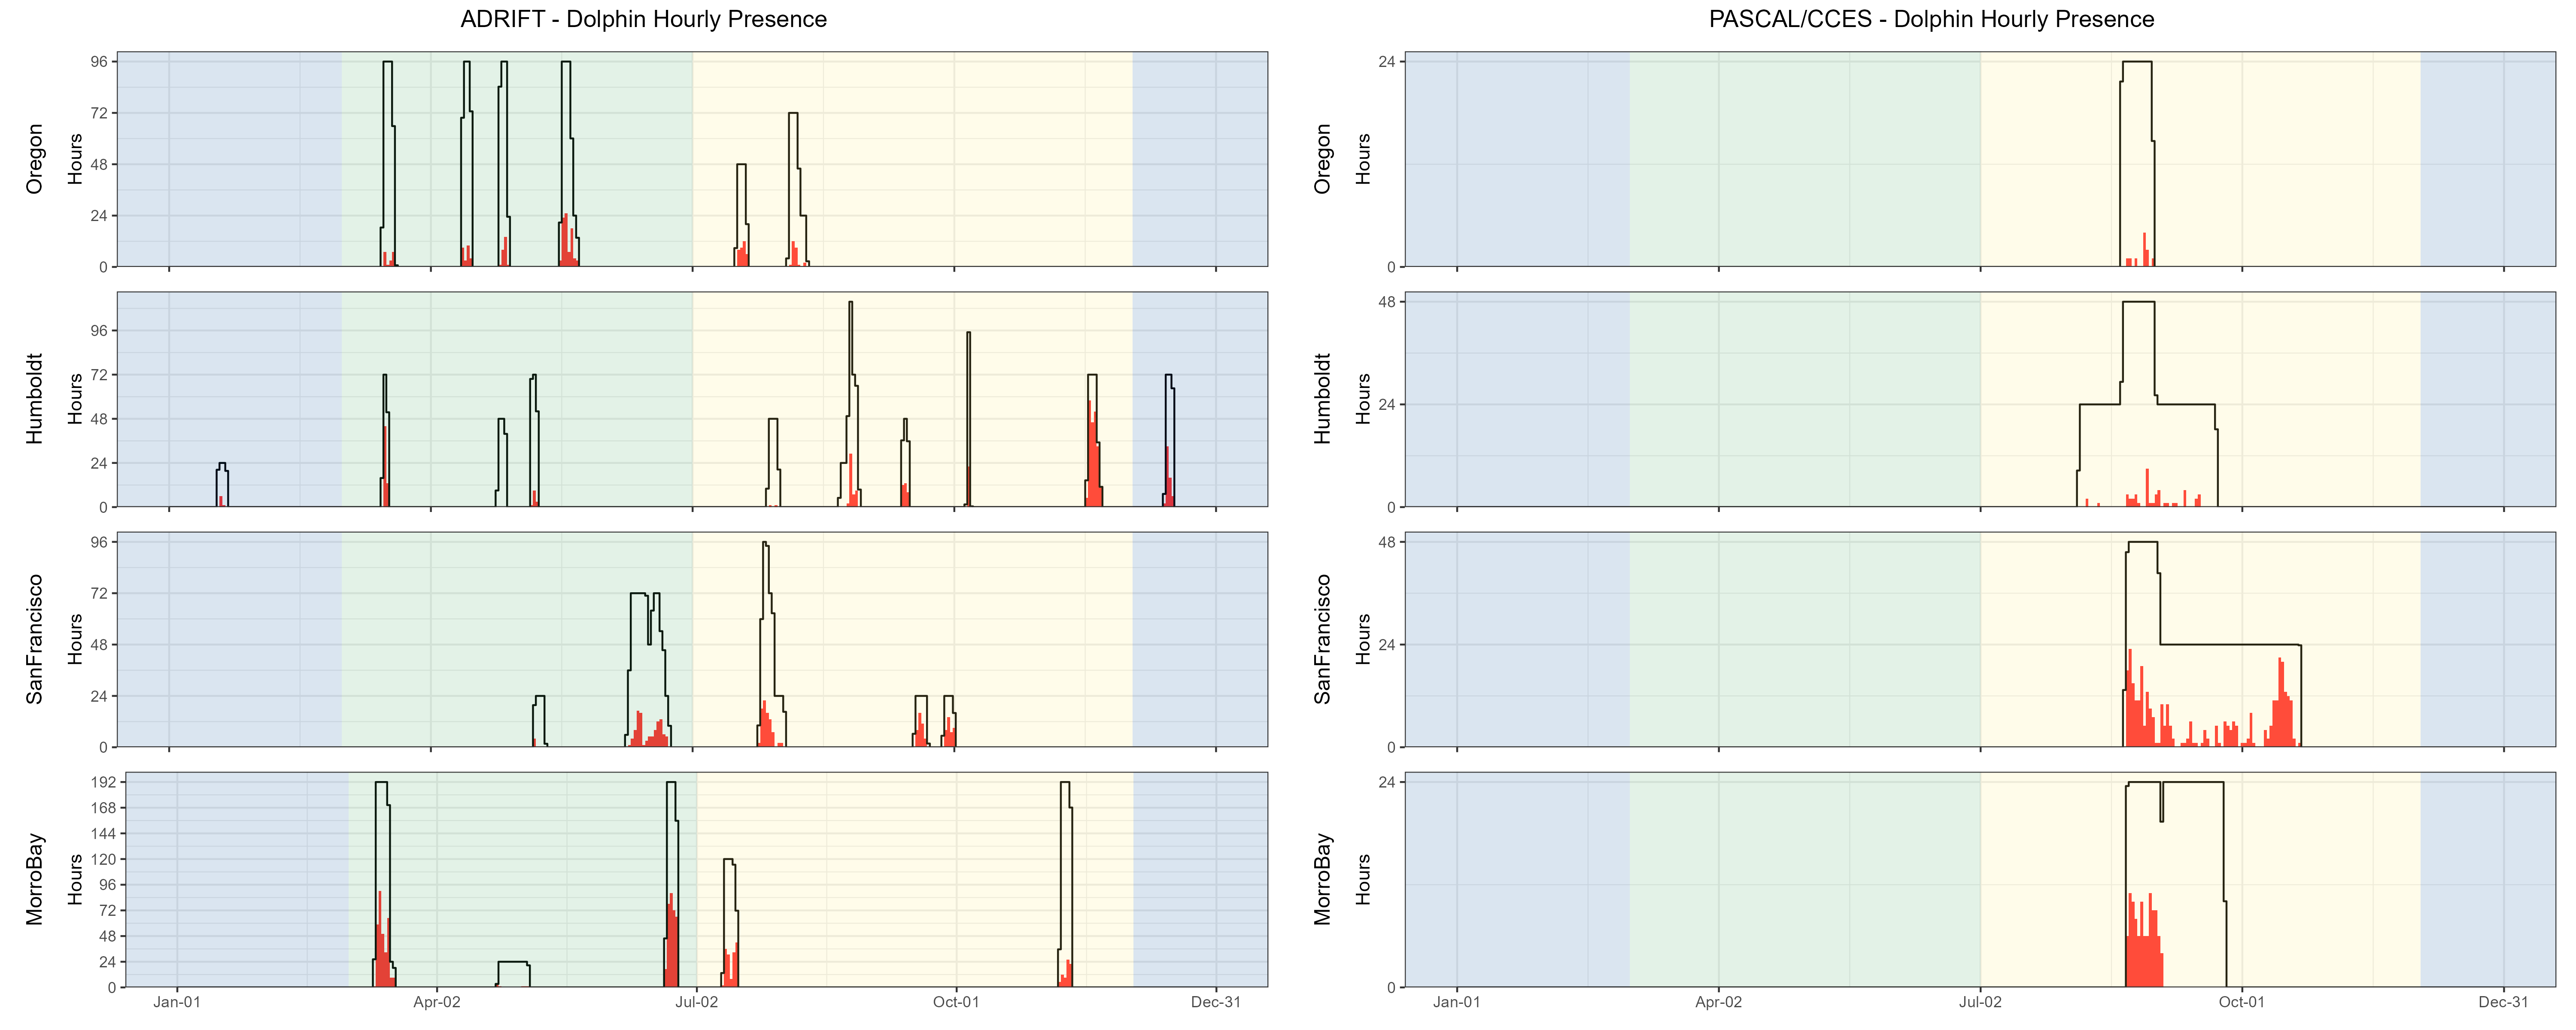 ADRIFT - Dolphin Hourly Presence
Oregon
Hours
96
72
48
24
0
Humboldt
Hours
96
72
48
24
0
SanFrancisco
Hours
96
72
48
24
0
MorroBay
Hours
192
168
144
120
96
72
48
24
0
Jan-01 Apr-02 Jul-02 Oct-01 Dec-31
PASCAL/CCES - Dolphin Hourly Presence
Oregon
Hours
24
0
Humboldt
Hours
48
24
0
SanFrancisco
Hours
48
24
0
MorroBay
Hours
24
0
Jan-01 Apr-02 Jul-02 Oct-01 Dec-31